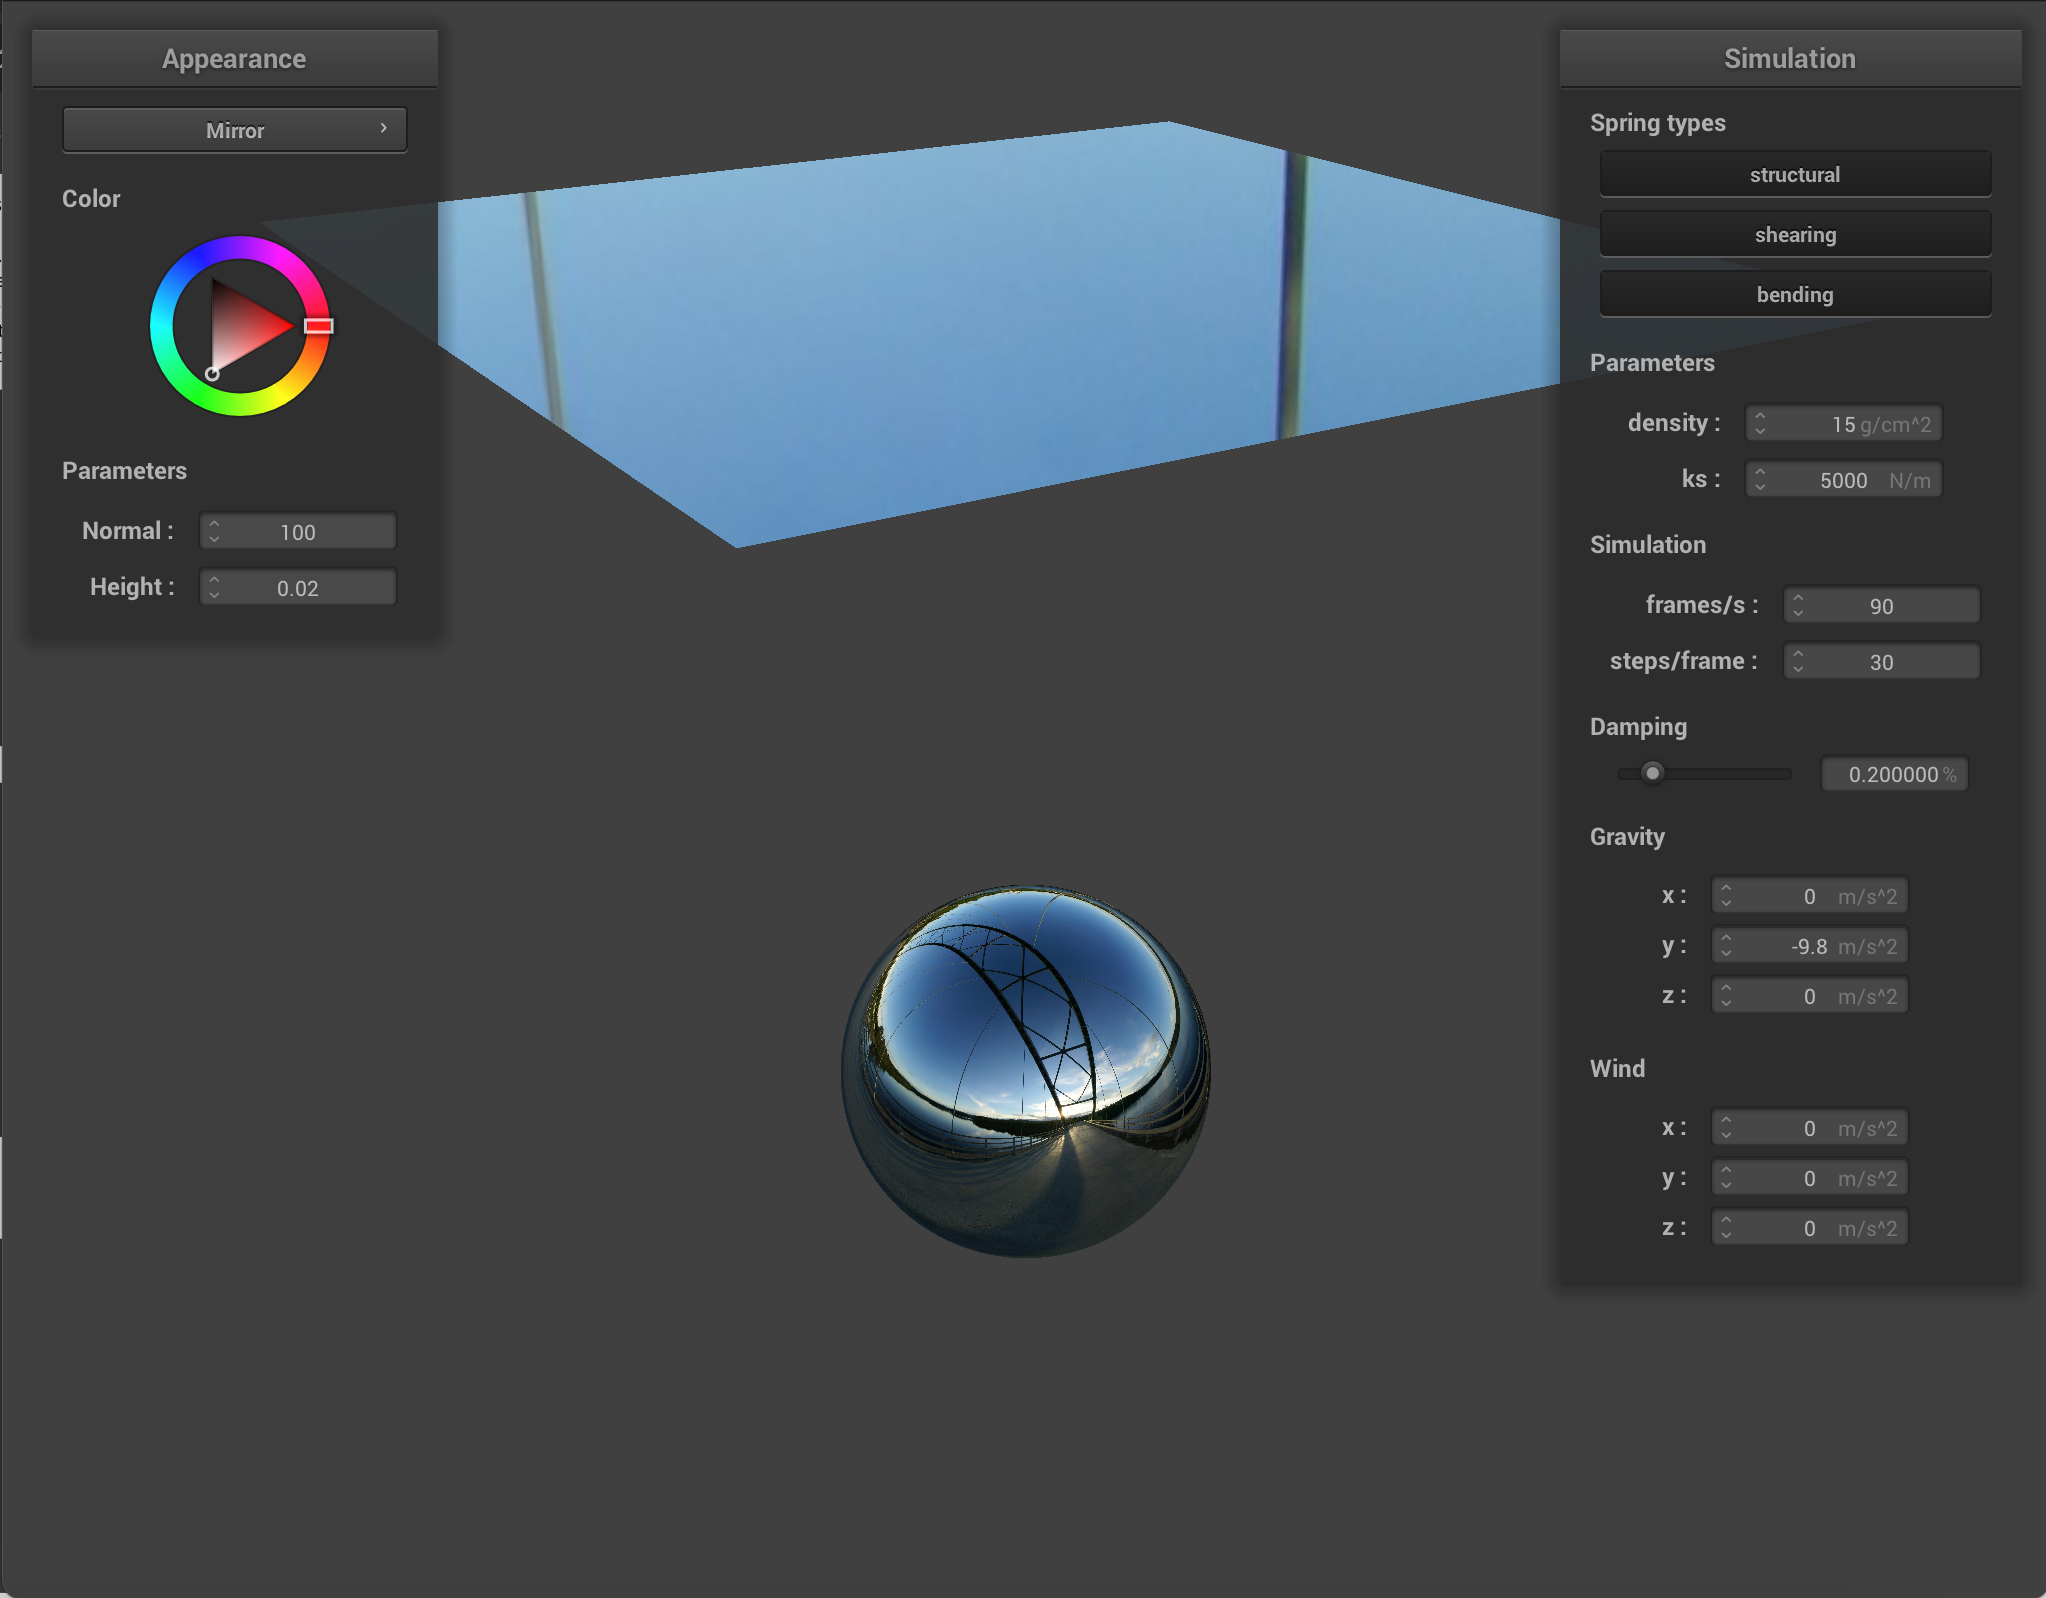 Appearance
Mirror
Color
Parameters
Normal : 100
Height : 0.02
Simulation
Spring types
structural
shearing
bending
Parameters
density : 15 g/cm^2
ks : 5000 N/m
Simulation
frames/s : 90
steps/frame : 30
Damping
0.200000 %
Gravity
x : 0 m/s^2
y : -9.8 m/s^2
z : 0 m/s^2
Wind
x : 0 m/s^2
y : 0 m/s^2
z : 0 m/s^2